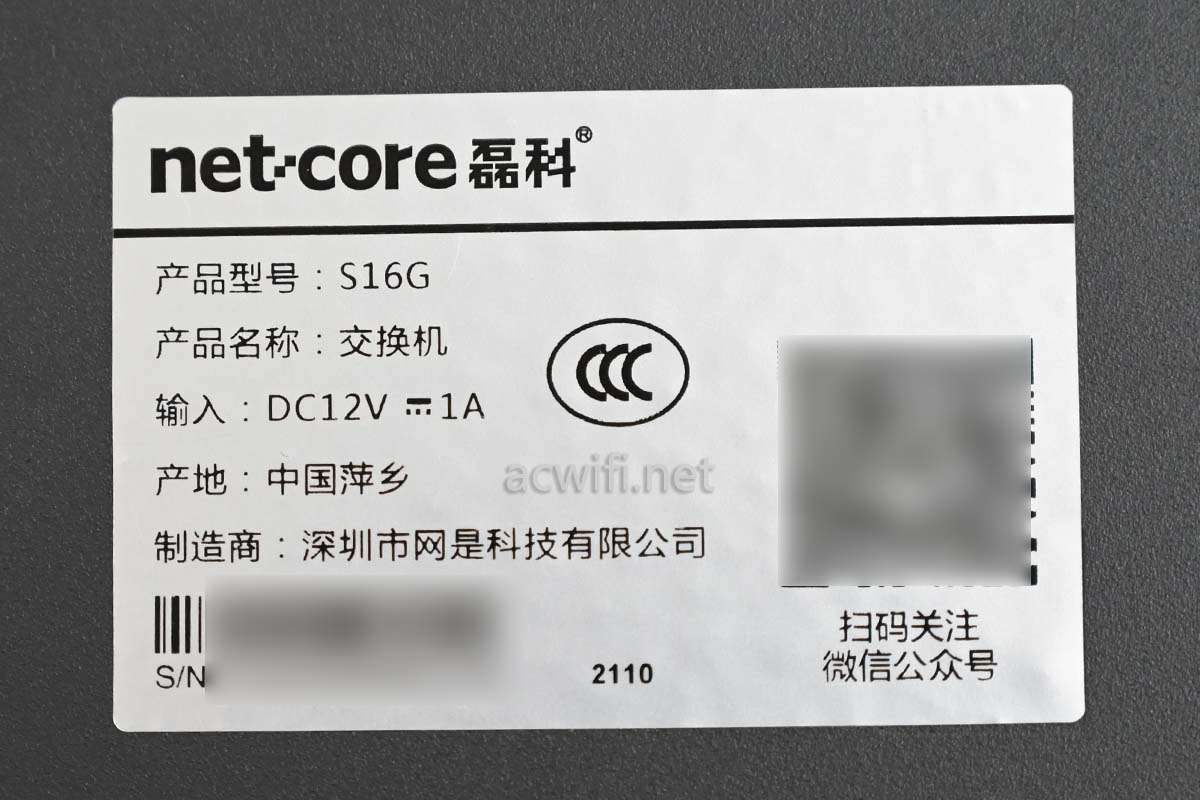 net-core 磊科®
产品型号：S16G
产品名称：交换机
输入：DC12V ⎓1A
CCC
产地：中国萍乡
acwifi.net
制造商：深圳市网是科技有限公司
S/N
2110
扫码关注
微信公众号